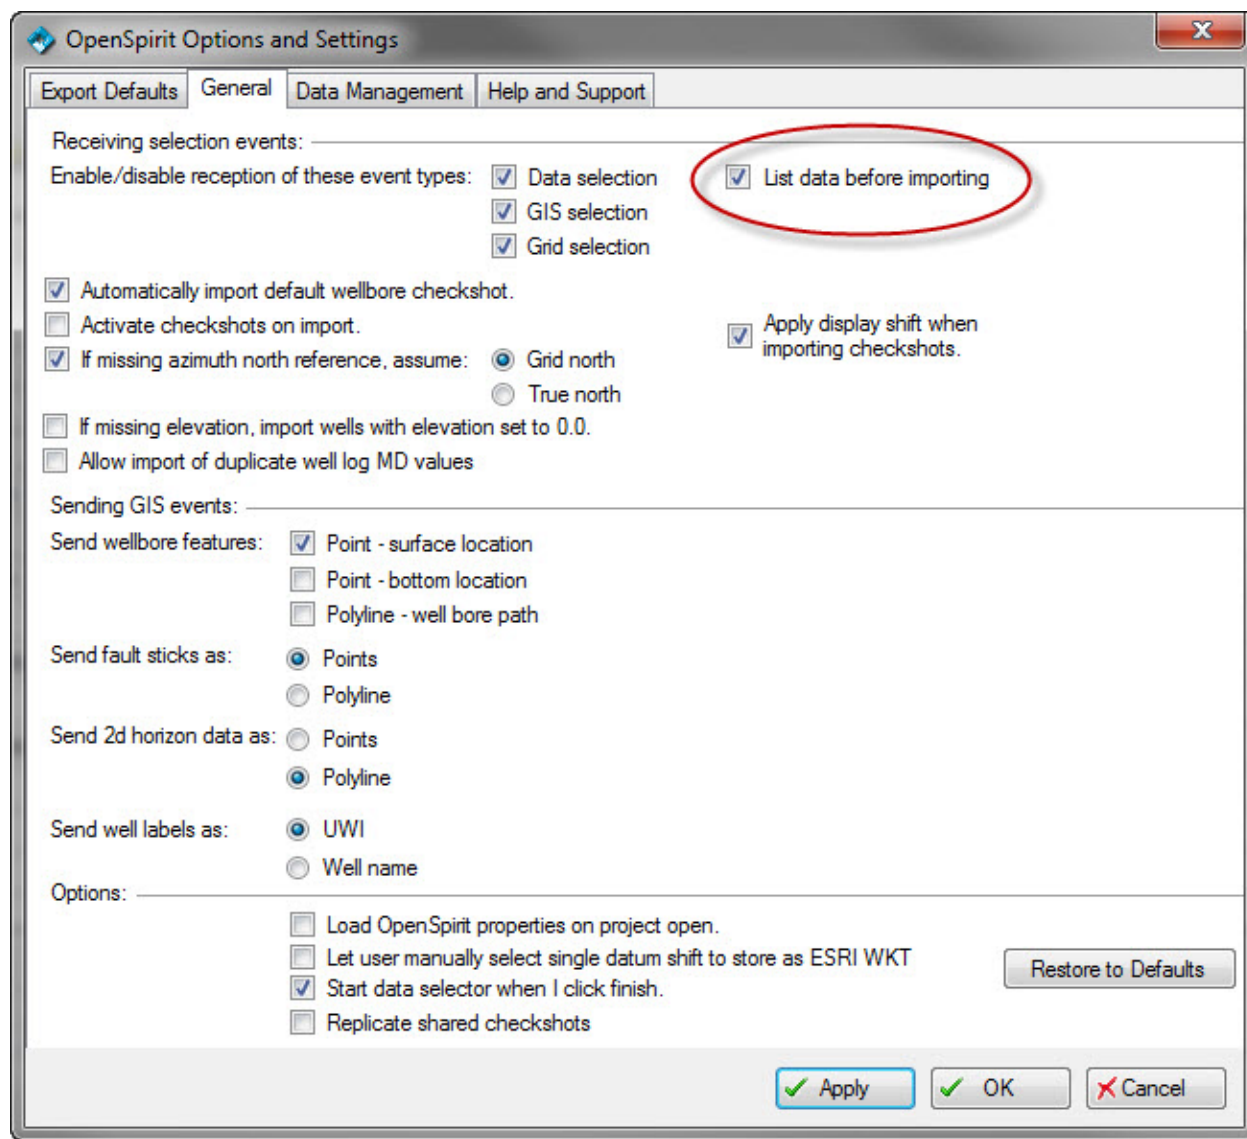 OpenSpirit Options and Settings
Export Defaults General Data Management Help and Support
Receiving selection events:
Enable/disable reception of these event types: Data selection List data before importing
GIS selection
Grid selection
Automatically import default wellbore checkshot.
Activate checkshots on import.
Apply display shift when
importing checkshots.
If missing azimuth north reference, assume: Grid north
True north
If missing elevation, import wells with elevation set to 0.0.
Allow import of duplicate well log MD values
Sending GIS events:
Send wellbore features: Point - surface location
Point - bottom location
Polyline - well bore path
Send fault sticks as: Points
Polyline
Send 2d horizon data as: Points
Polyline
Send well labels as: UWI
Well name
Options:
Load OpenSpirit properties on project open.
Let user manually select single datum shift to store as ESRI WKT
Restore to Defaults
Start data selector when I click finish.
Replicate shared checkshots
Apply OK Cancel